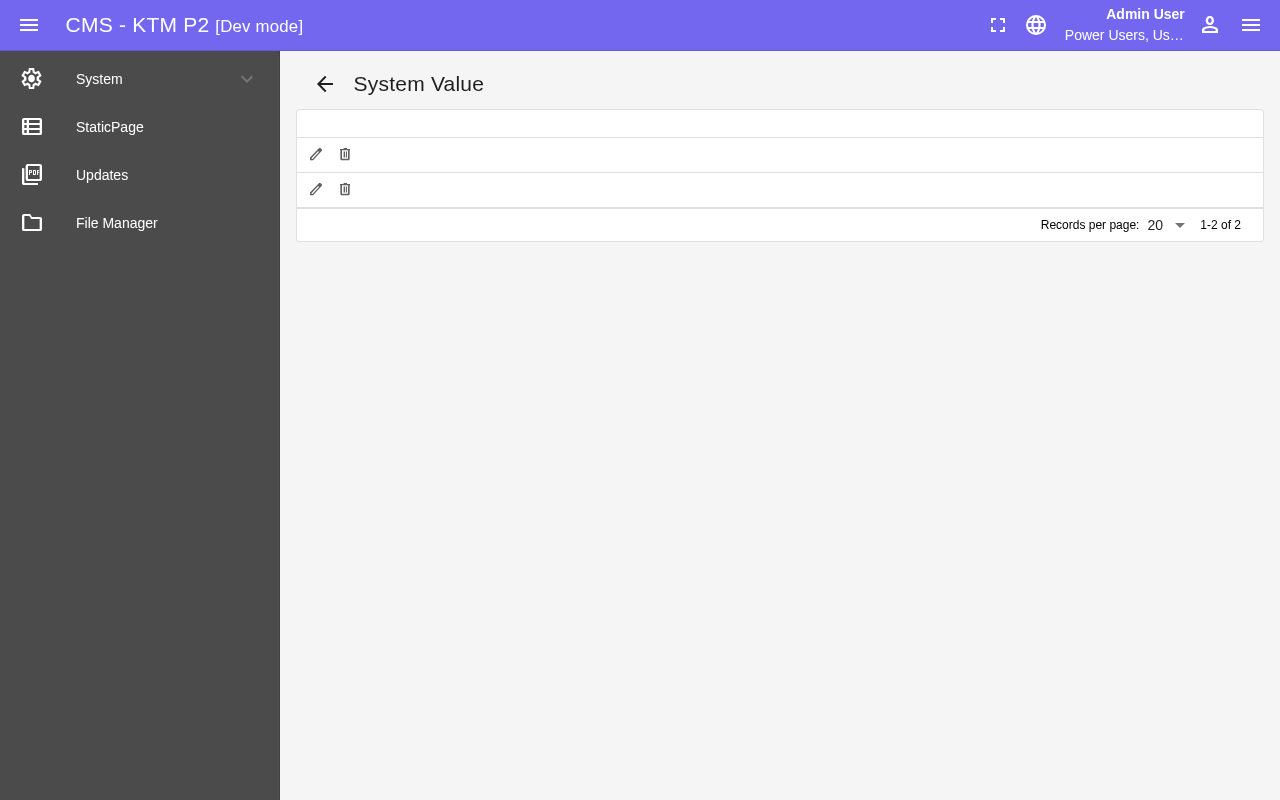 CMS - KTM P2 [Dev mode]
Admin User
Power Users, Us…
System
StaticPage
Updates
File Manager
System Value
Records per page: 20 1-2 of 2